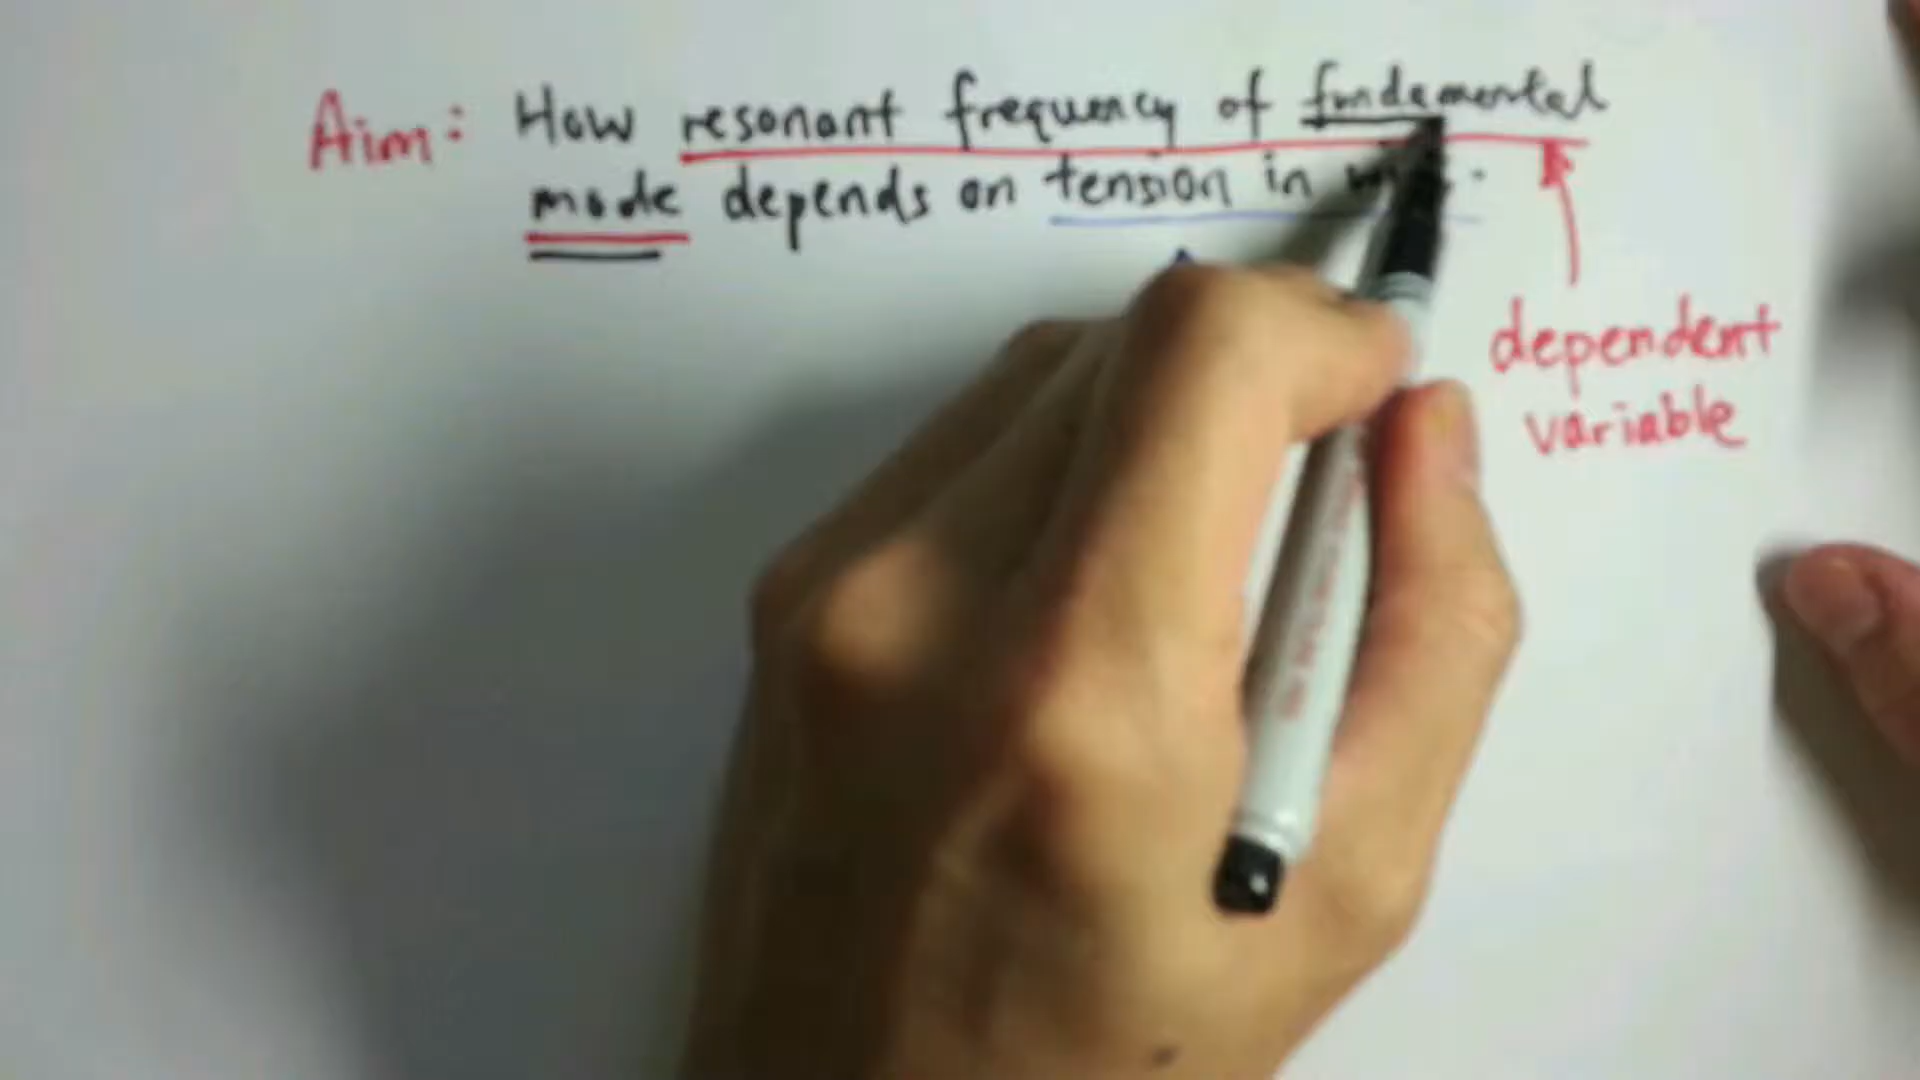 Aim: How resonant frequency of fundamental
mode depends on tension in
dependent
variable